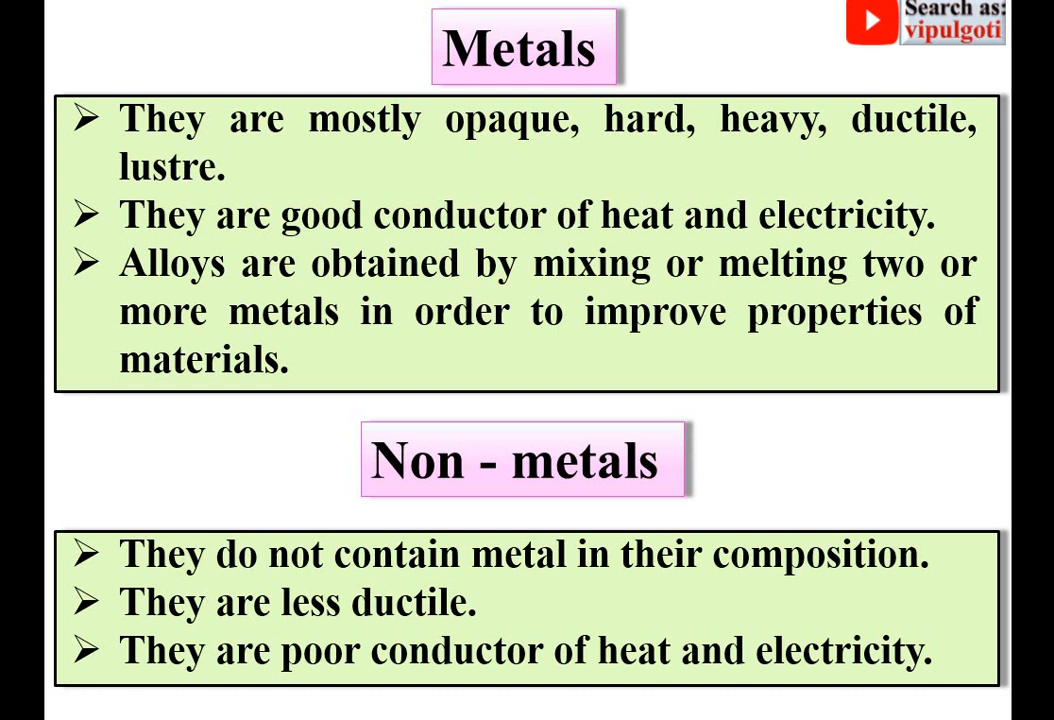 Search as:
vipulgoti
Metals
➢ They are mostly opaque, hard, heavy, ductile,
lustre.
➢ They are good conductor of heat and electricity.
➢ Alloys are obtained by mixing or melting two or
more metals in order to improve properties of
materials.
Non - metals
➢ They do not contain metal in their composition.
➢ They are less ductile.
➢ They are poor conductor of heat and electricity.